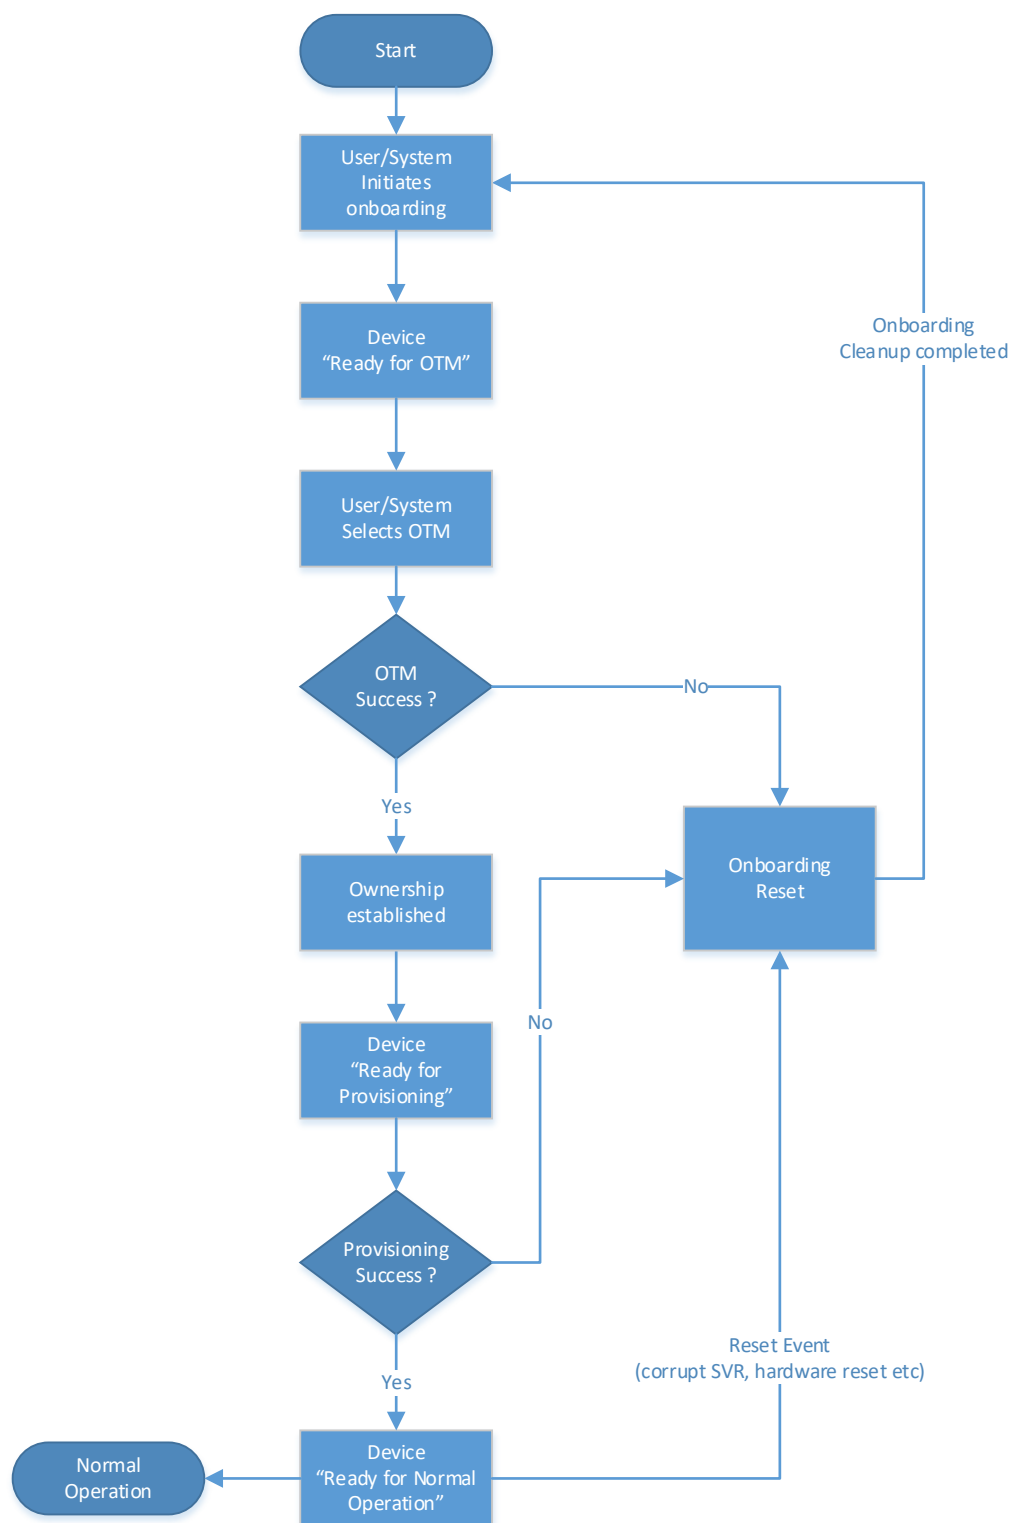 Start
User/System
Initiates
onboarding
Device
“Ready for OTM”
Onboarding
Cleanup completed
User/System
Selects OTM
OTM
Success ?
No
Yes
Onboarding
Reset
Ownership
established
No
Device
“Ready for
Provisioning”
Provisioning
Success ?
Reset Event
(corrupt SVR, hardware reset etc)
Yes
Normal
Operation
Device
“Ready for Normal
Operation”